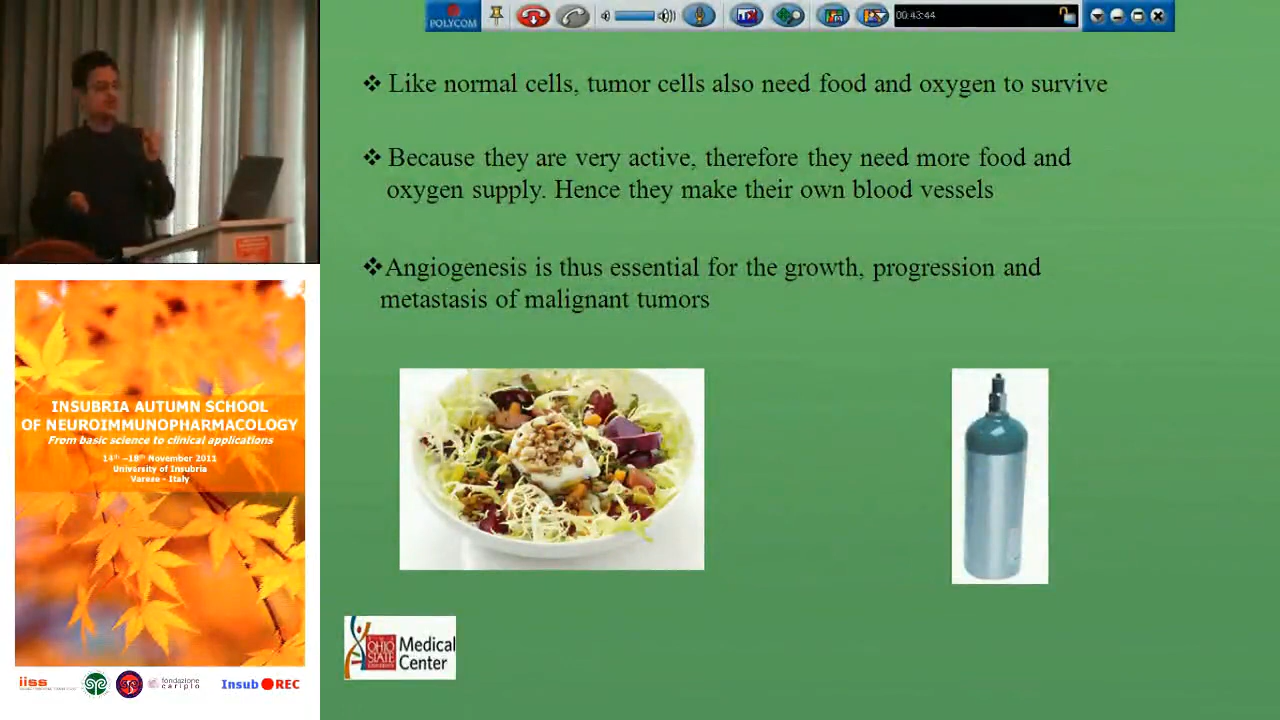 POLYCOM
00:43:44
❖ Like normal cells, tumor cells also need food and oxygen to survive
❖ Because they are very active, therefore they need more food and
oxygen supply. Hence they make their own blood vessels
❖Angiogenesis is thus essential for the growth, progression and
metastasis of malignant tumors
INSUBRIA AUTUMN SCHOOL
OF NEUROIMMUNOPHARMACOLOGY
From basic science to clinical applications
14th –18th November 2011
University of Insubria
Varese - Italy
OHIO
STATE
Medical
Center
iiss
fondazione
cariplo
Insub REC